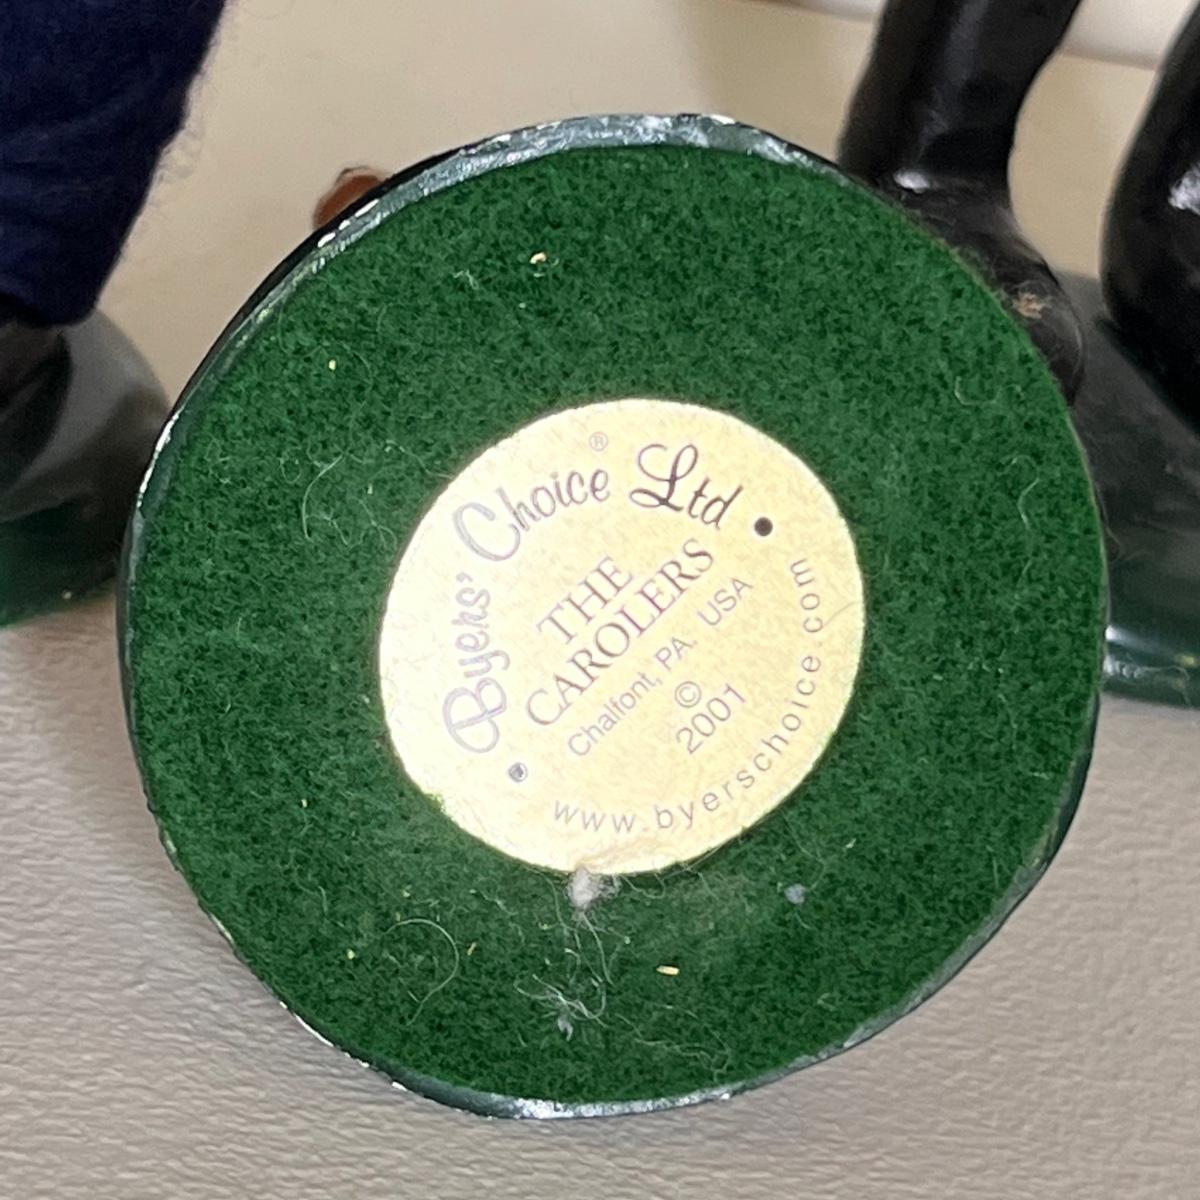 Byers' Choice® Ltd
THE
CAROLERS
Chalfont, PA. USA
©
2001
www.byerschoice.com